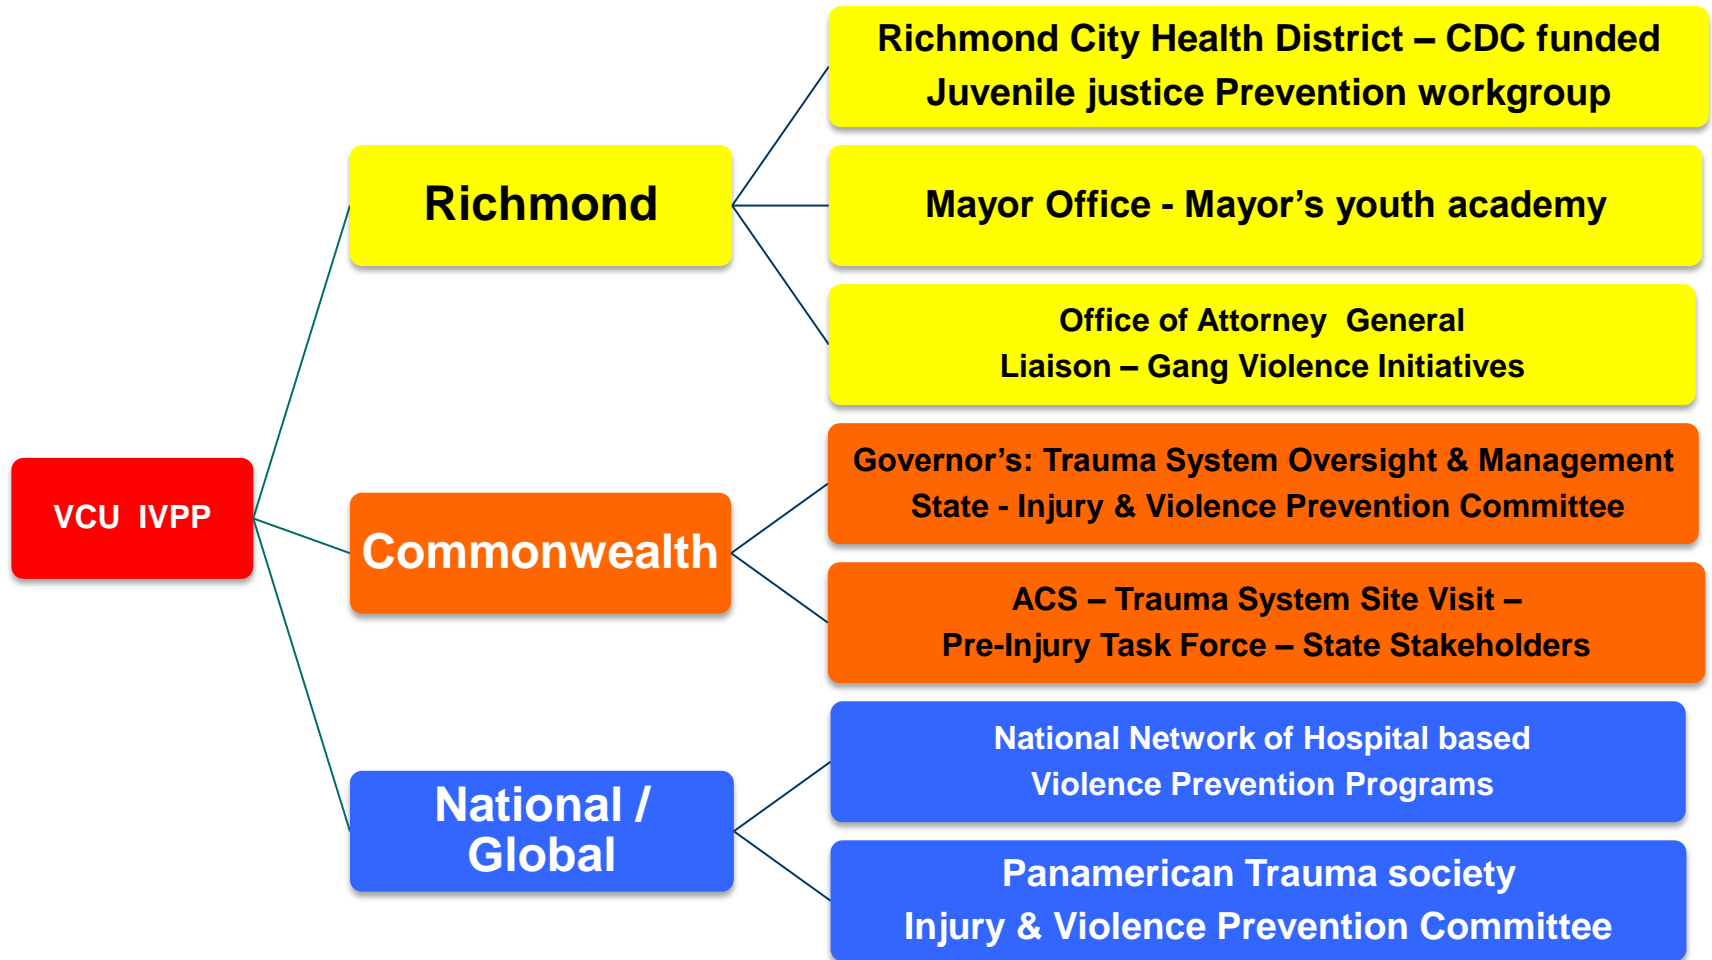 Richmond City Health District – CDC funded
Juvenile justice Prevention workgroup
Richmond
Mayor Office - Mayor’s youth academy
Office of Attorney  General
Liaison – Gang Violence Initiatives
VCU  IVPP
Commonwealth
Governor’s: Trauma System Oversight & Management
State - Injury & Violence Prevention Committee
ACS – Trauma System Site Visit –
Pre-Injury Task Force – State Stakeholders
National /
Global
National Network of Hospital based
Violence Prevention Programs
Panamerican Trauma society
Injury & Violence Prevention Committee